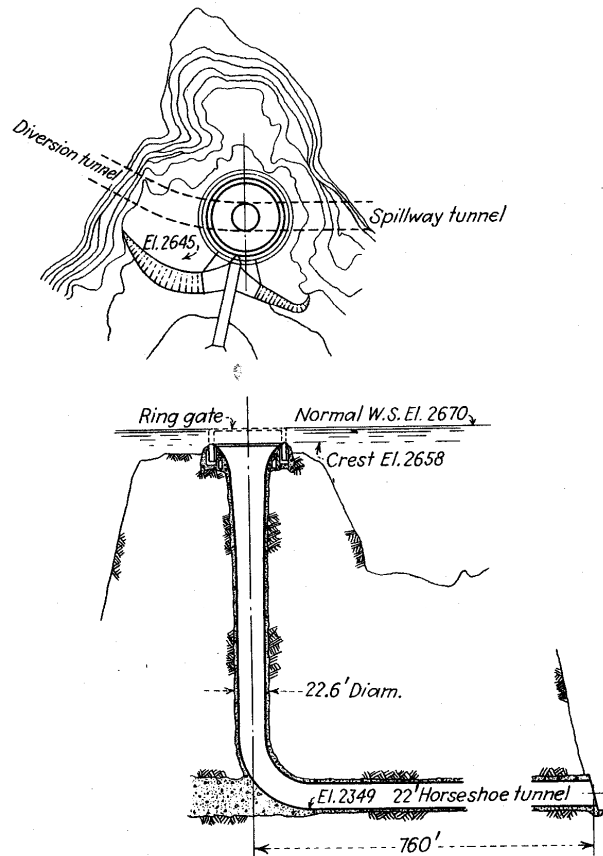 Diversion tunnel
Spillway tunnel
El.2645
Ring gate
Normal W.S. El. 2670
Crest El.2658
22.6' Diam.
El.2349 22' Horseshoe tunnel
760'